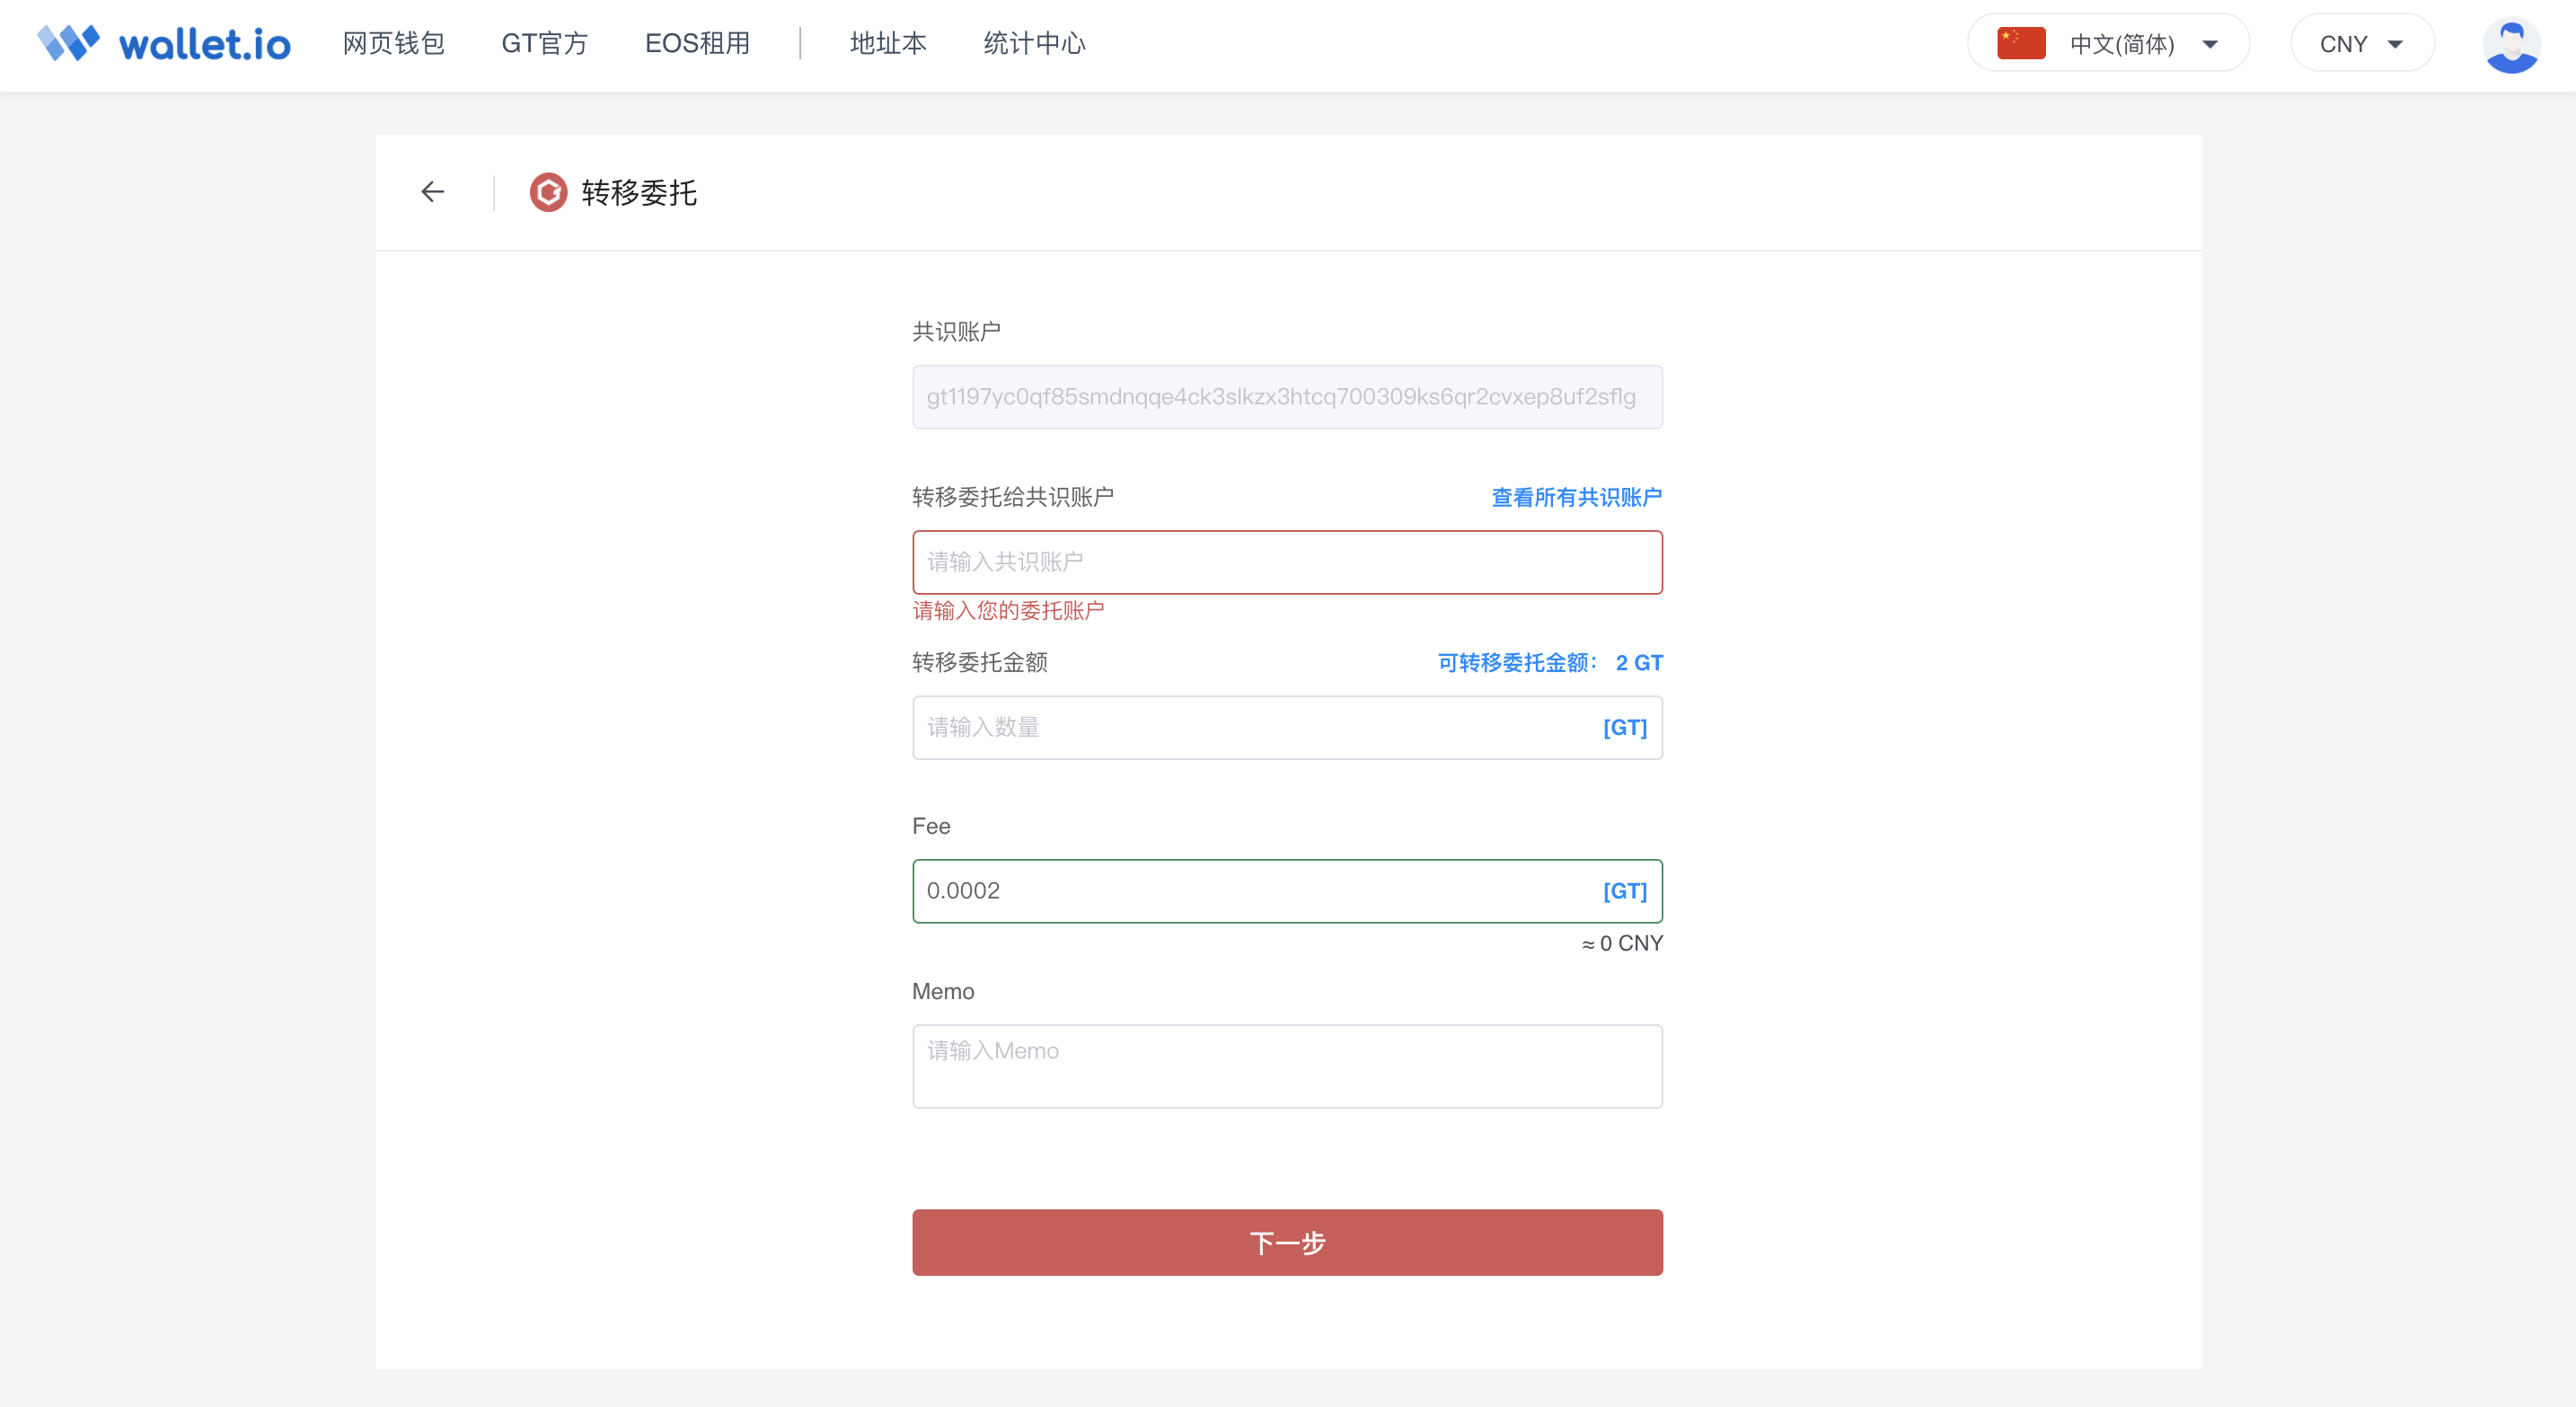 wallet.io 网页钱包 GT官方 EOS租用 地址本 统计中心 中文(简体) CNY
转移委托
共识账户
gt1197yc0qf85smdnqqe4ck3slkzx3htcq700309ks6qr2cvxep8uf2sflg
转移委托给共识账户 查看所有共识账户
请输入共识账户
请输入您的委托账户
转移委托金额 可转移委托金额： 2 GT
请输入数量 [GT]
Fee
0.0002 [GT]
≈ 0 CNY
Memo
请输入Memo
下一步